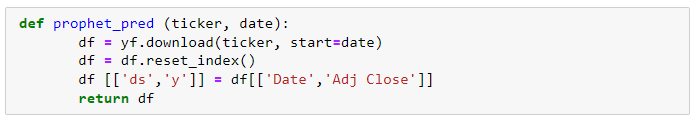 def prophet_pred (ticker, date):
        df = yf.download(ticker, start=date)
        df = df.reset_index()
        df [['ds','y']] = df[['Date','Adj Close']]
        return df